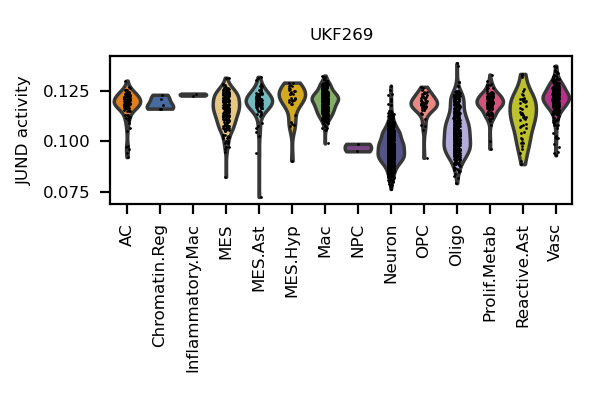 UKF269
JUND activity
0.125
0.100
0.075
AC
Chromatin.Reg
Inflammatory.Mac
MES
MES.Ast
MES.Hyp
Mac
NPC
Neuron
OPC
Oligo
Prolif.Metab
Reactive.Ast
Vasc